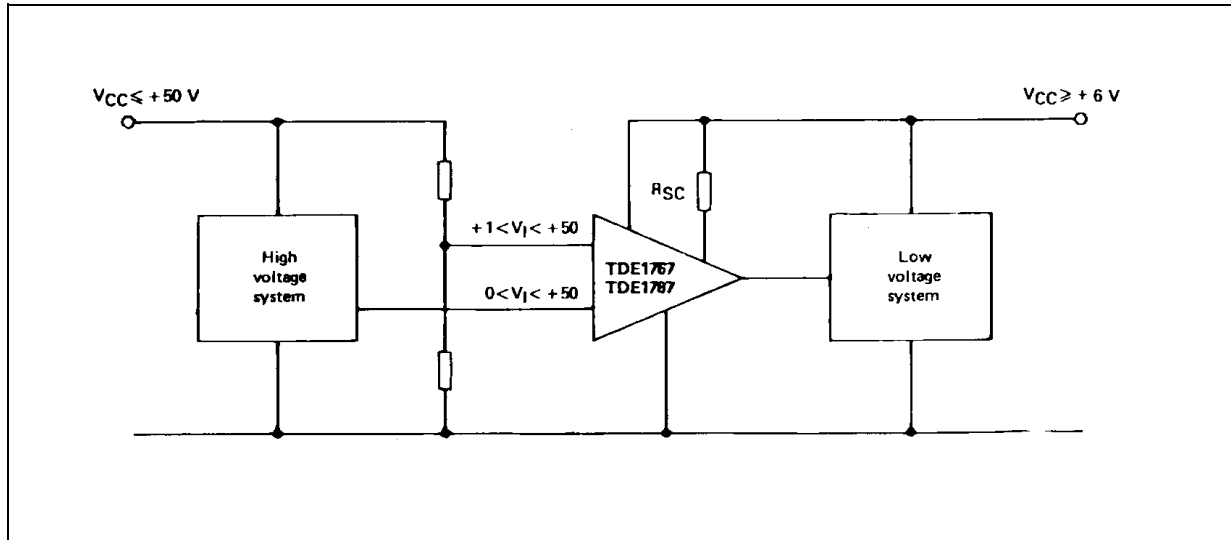 VCC ≤ +50 V
VCC ≥ +6 V
RSC
+1 < VI < +50
0 < VI < +50
High
voltage
system
TDE1767
TDE1787
Low
voltage
system